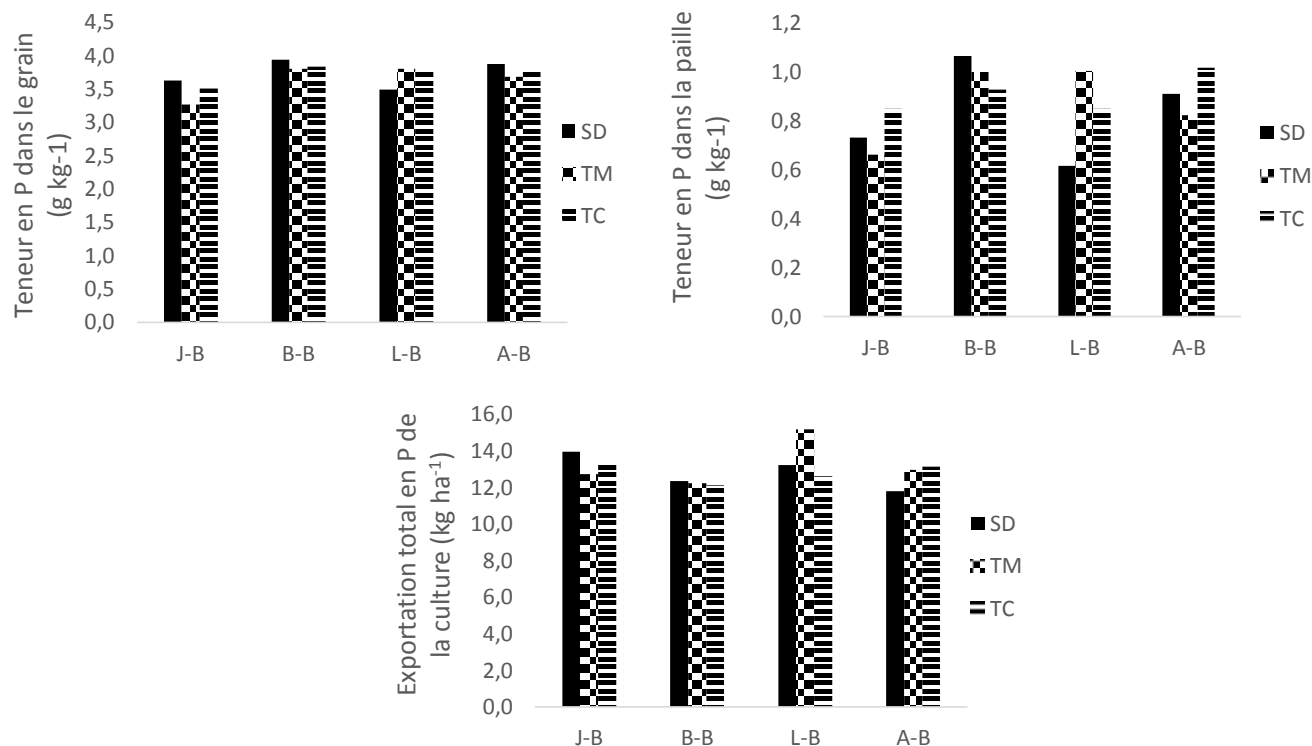 Teneur en P dans le grain
(g kg-1)
4,5
4,0
3,5
3,0
2,5
2,0
1,5
1,0
0,5
0,0
J-B
B-B
L-B
A-B
SD
TM
TC
Teneur en P dans la paille
(g kg-1)
1,2
1,0
0,8
0,6
0,4
0,2
0,0
J-B
B-B
L-B
A-B
SD
TM
TC
Exportation total en P de
la culture (kg ha⁻¹)
16,0
14,0
12,0
10,0
8,0
6,0
4,0
2,0
0,0
J-B
B-B
L-B
A-B
SD
TM
TC